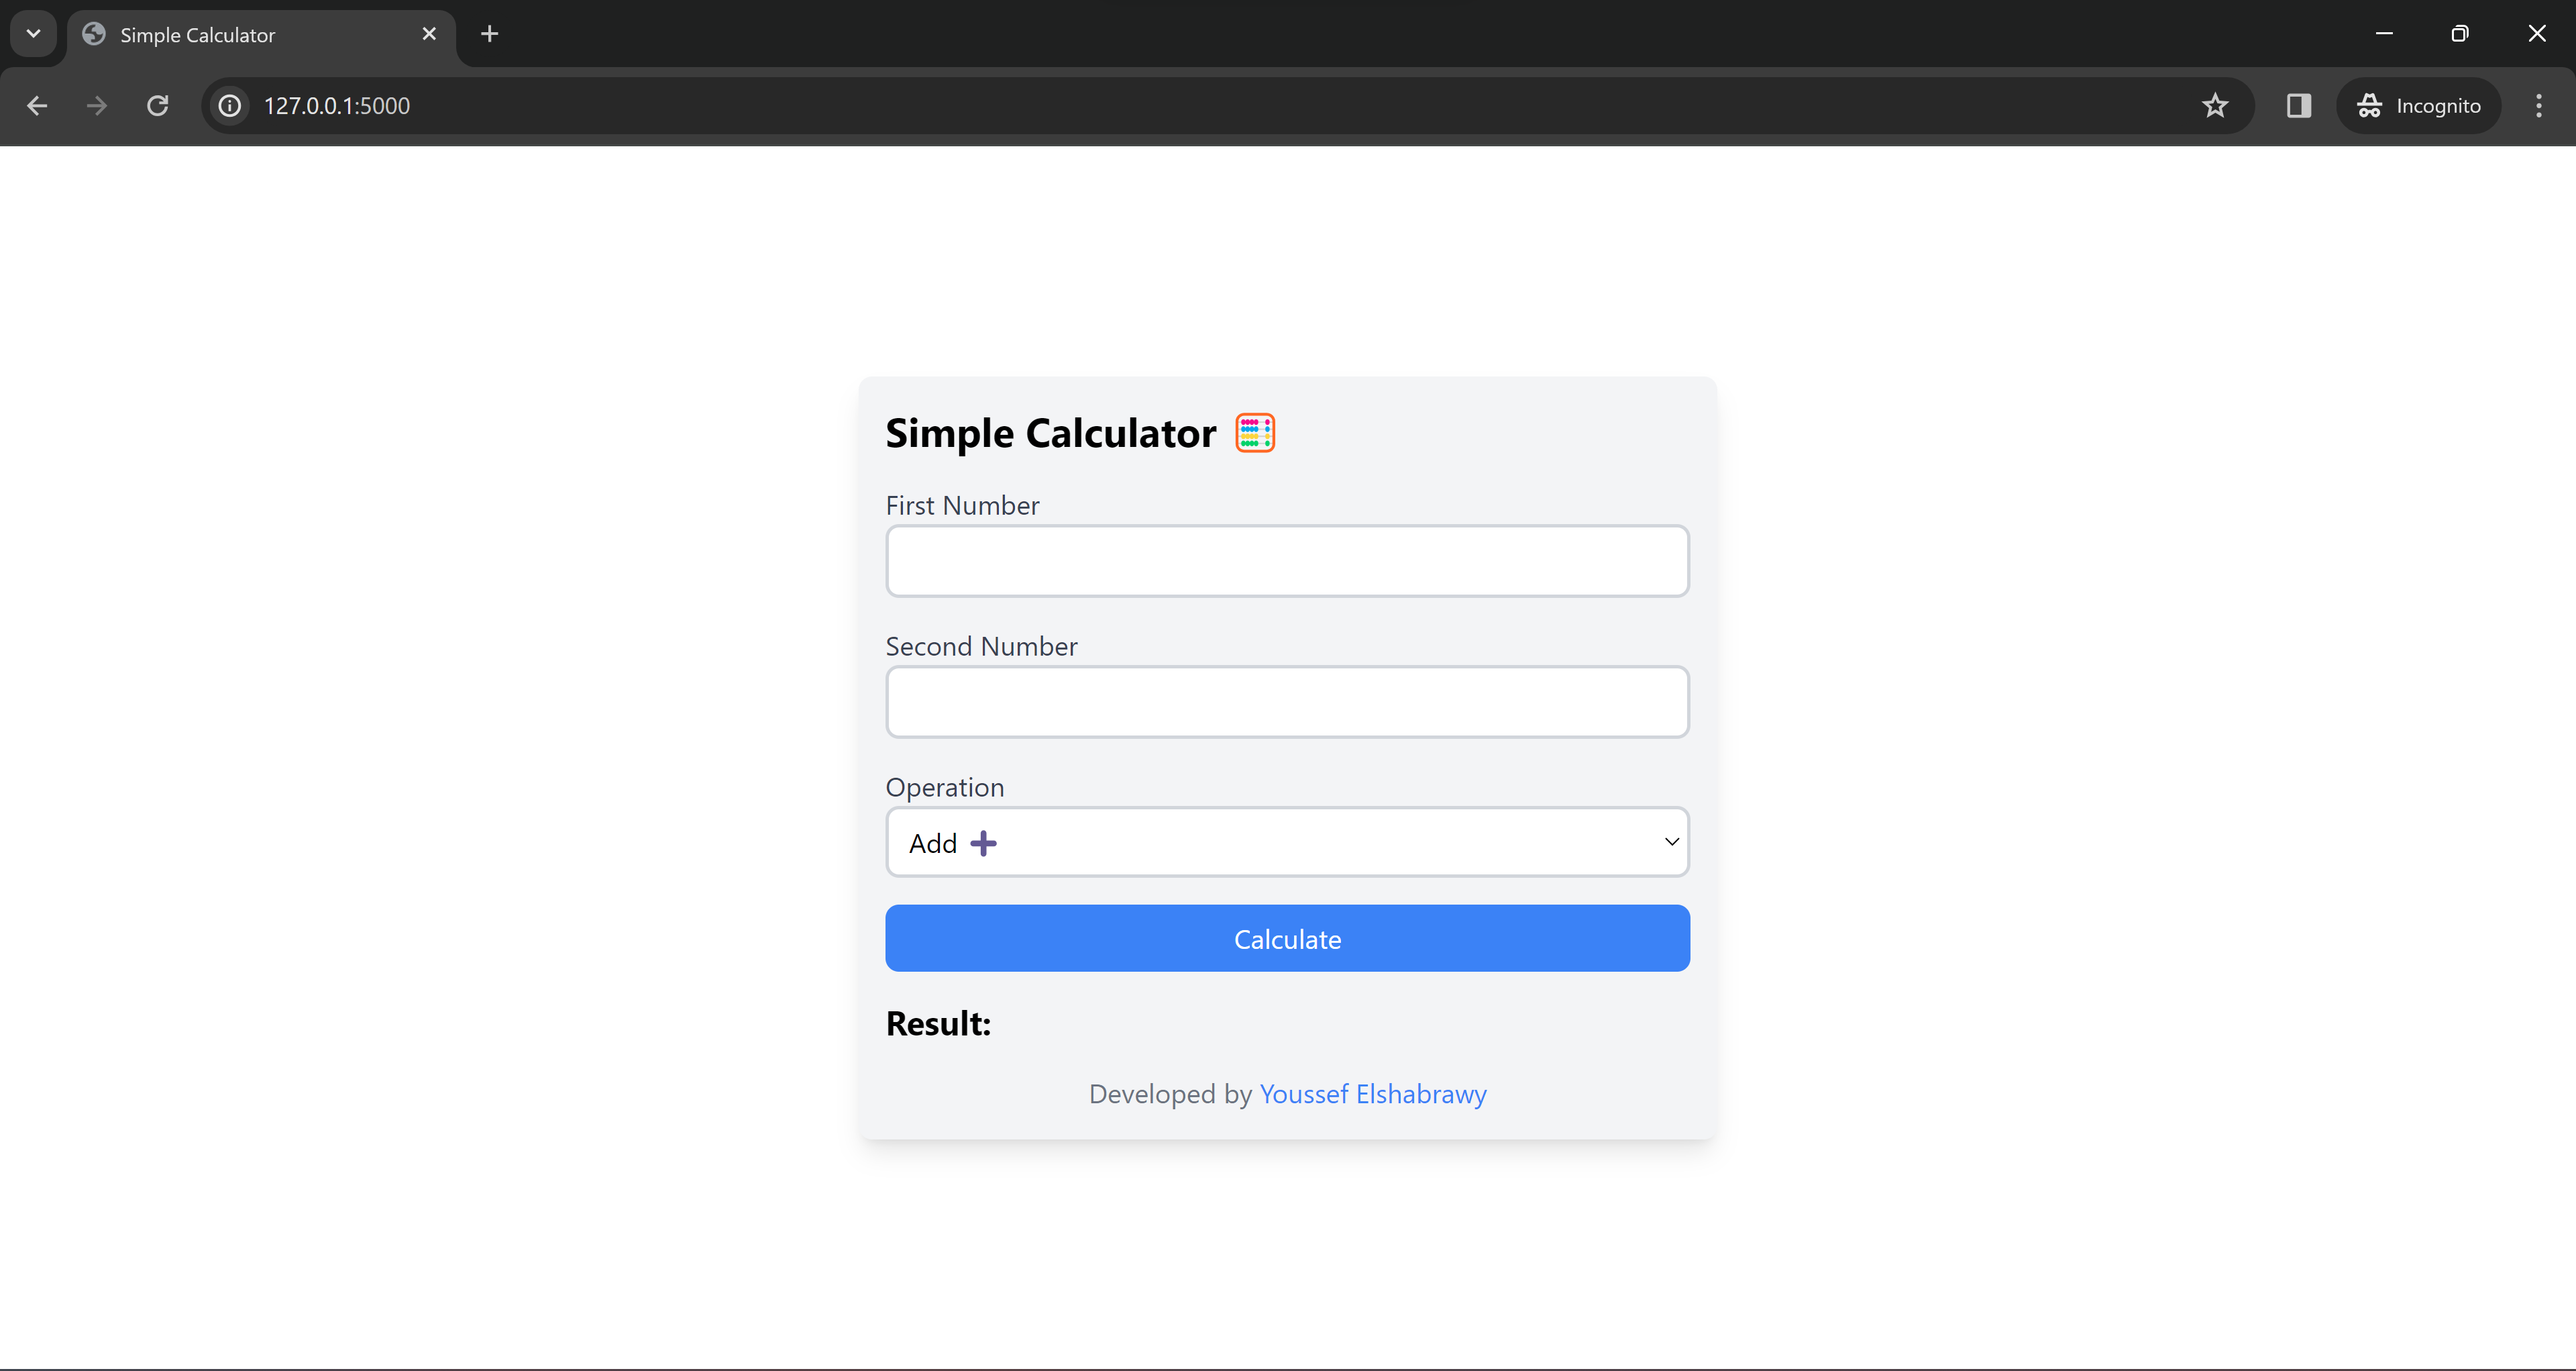 Simple Calculator
127.0.0.1:5000
Incognito
Simple Calculator 🧮
First Number
Second Number
Operation
Add ➕
Calculate
Result:
Developed by Youssef Elshabrawy